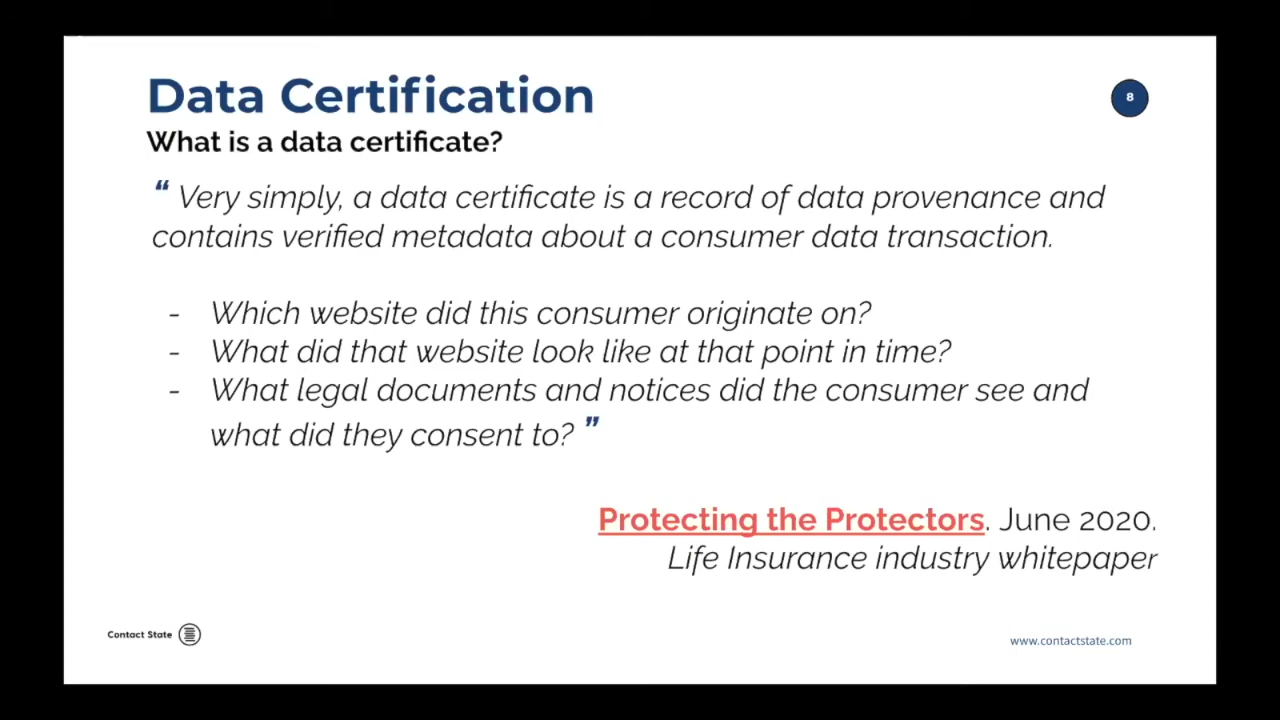 Data Certification
8
What is a data certificate?
“ Very simply, a data certificate is a record of data provenance and
contains verified metadata about a consumer data transaction.
- Which website did this consumer originate on?
- What did that website look like at that point in time?
- What legal documents and notices did the consumer see and
what did they consent to? ”
Protecting the Protectors. June 2020.
Life Insurance industry whitepaper
Contact State
www.contactstate.com